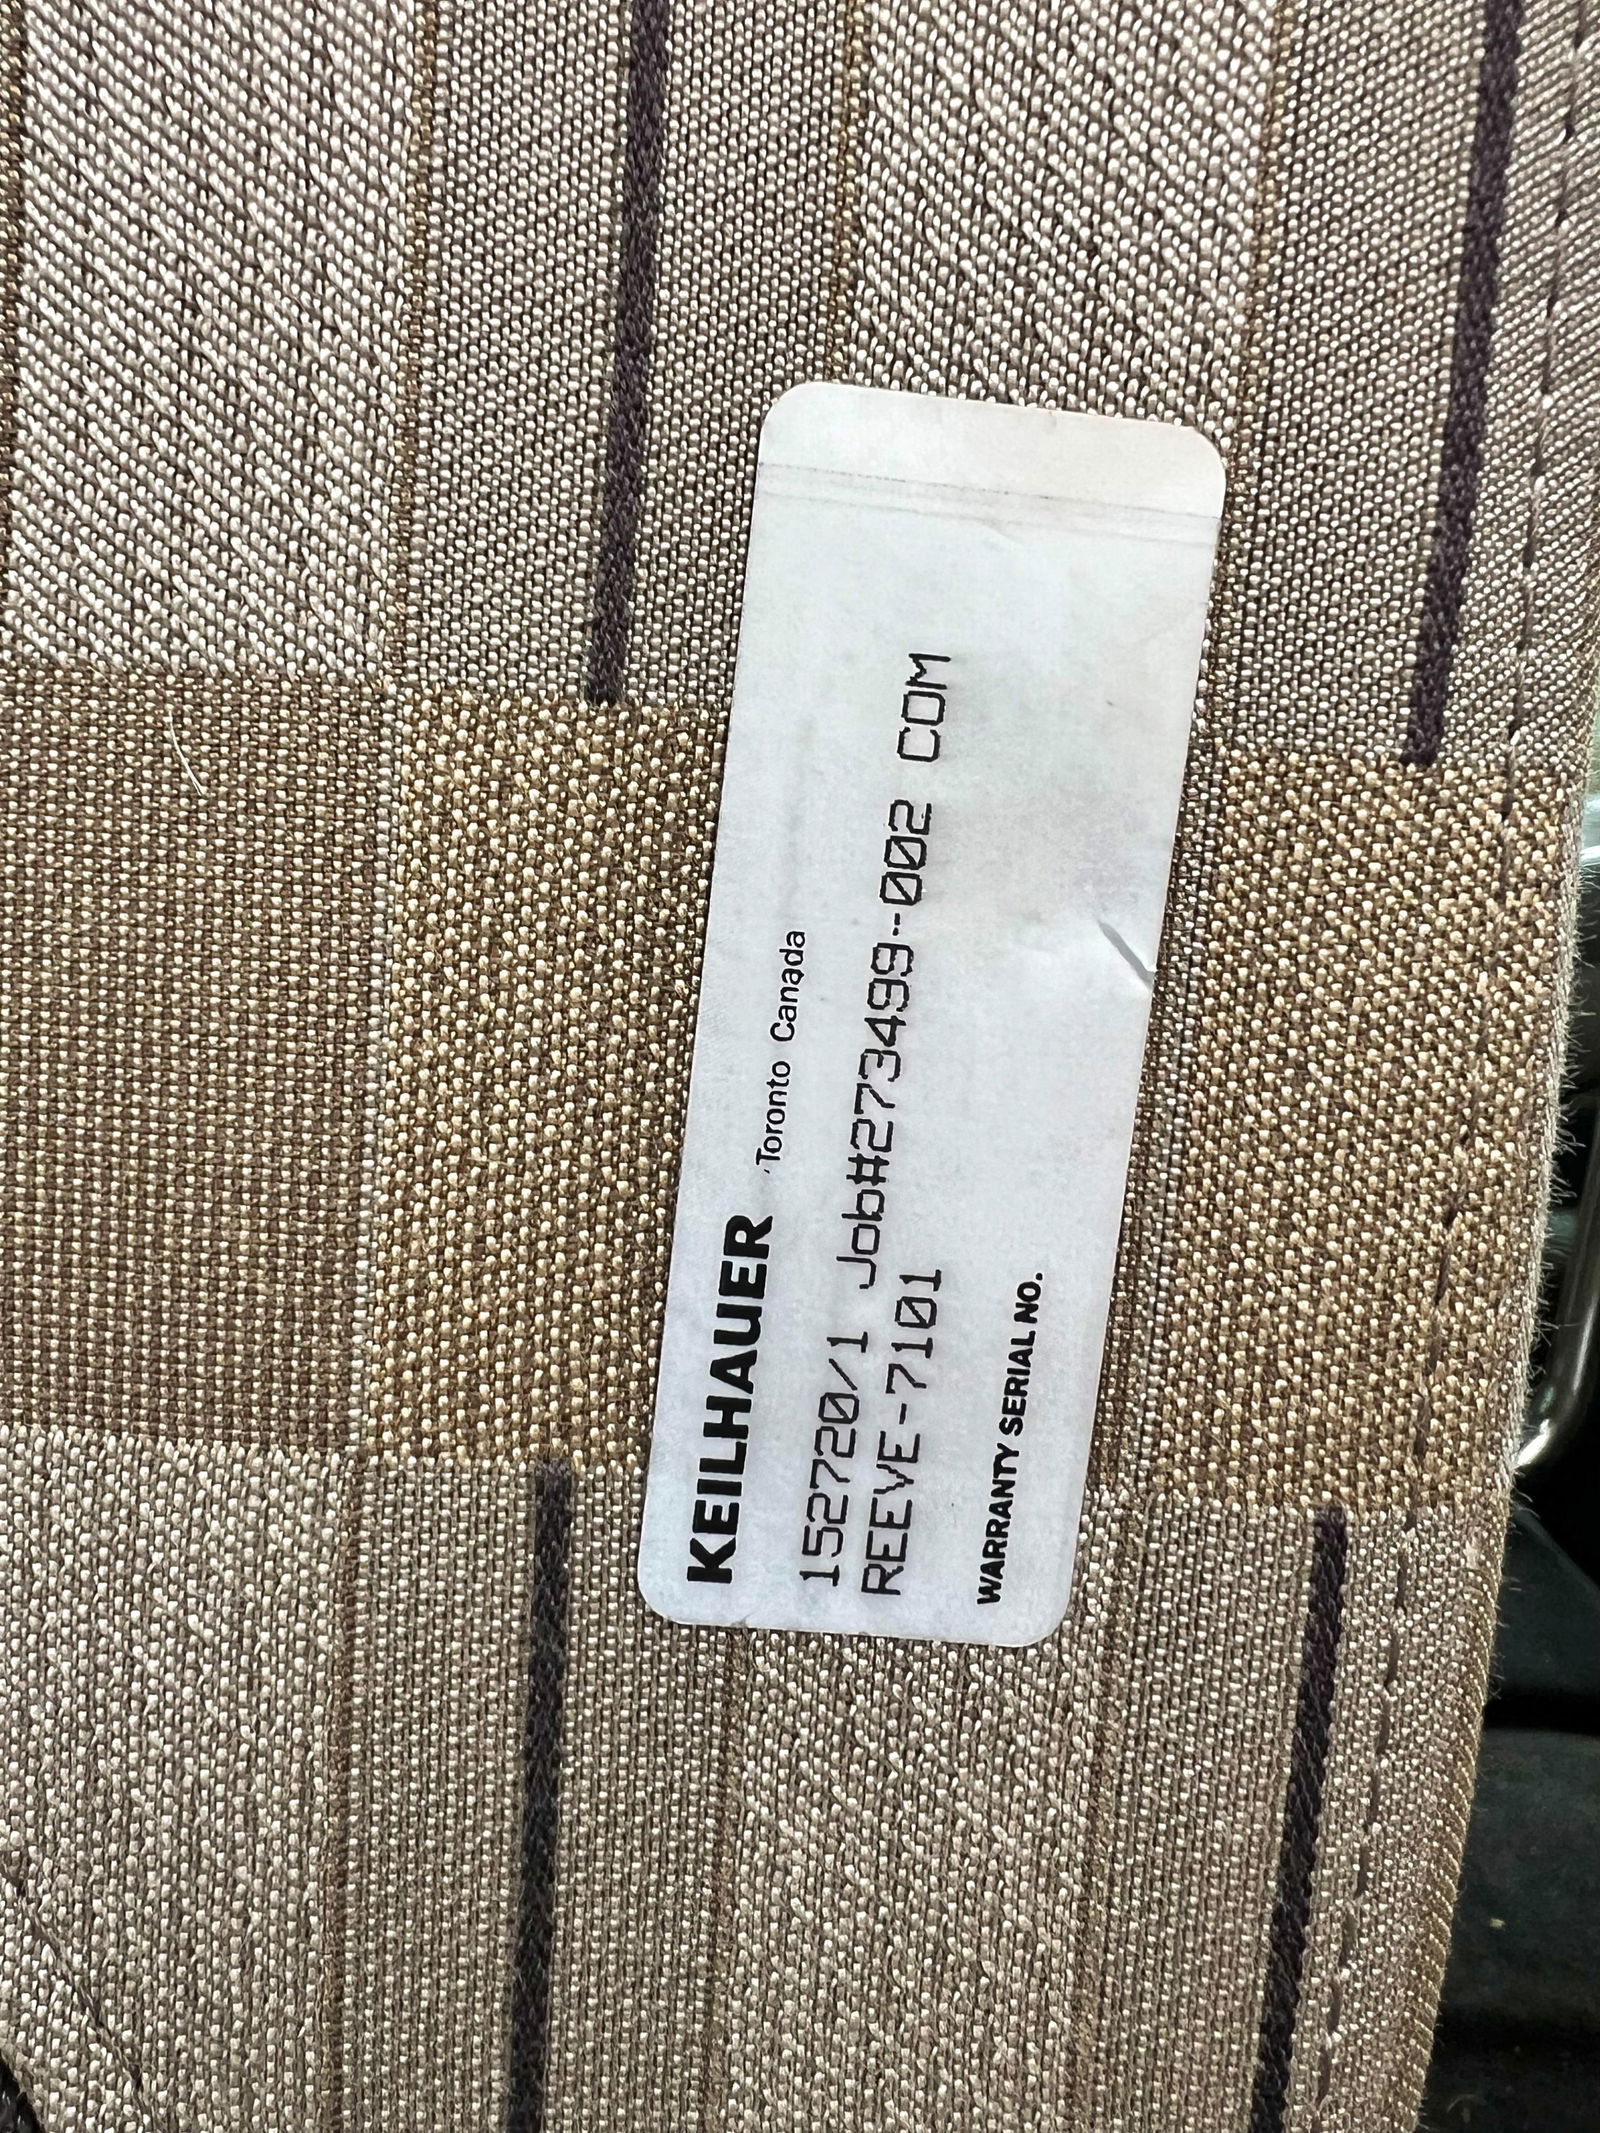 KEILHAUER Toronto Canada
152720/1 Job#273499-002 COM
REEVE-7101
WARRANTY SERIAL NO.